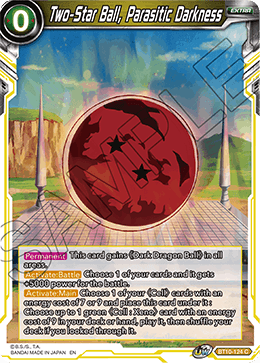 0 Two-Star Ball, Parasitic Darkness EXTRA
SAMPLE
Permanent This card gains 《Dark Dragon Ball》 in all
areas.
Activate:Battle Choose 1 of your cards and it gets
+5000 power for the battle.
Activate:Main Choose 1 of your 《Cell》 cards with an
energy cost of 7 or 9 and place this card under it :
Choose up to 1 green 《Cell : Xeno》 card with an energy
cost of 9 in your deck or hand, play it, then shuffle your
deck if you looked through it.
©B.S./S., T.A.
BANDAI MADE IN JAPAN EN
BT10-124 C